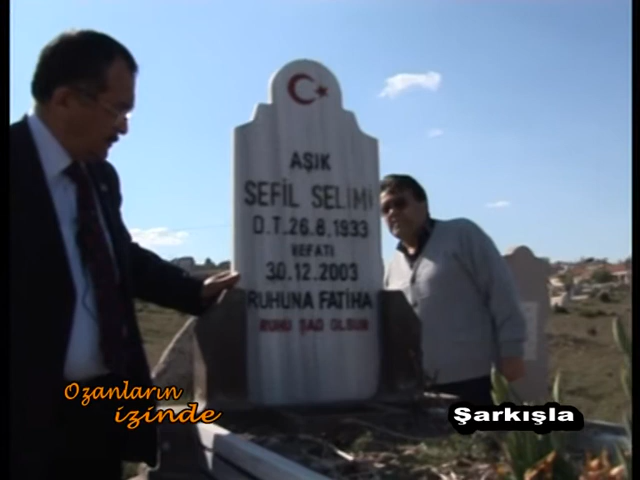 AŞIK
SEFİL SELİMİ
D.T. 26.8.1933
VEFATI
30.12.2003
RUHUNA FATİHA
RUHU ŞAD OLSUN
Ozanların
izinde
Şarkışla